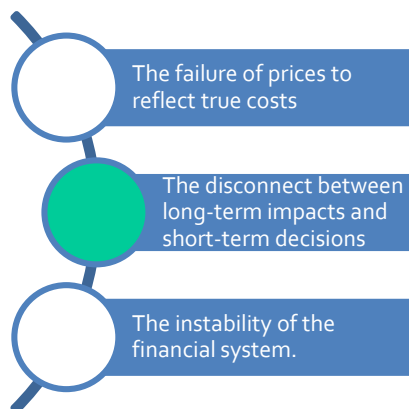 The failure of prices to
reflect true costs
The disconnect between
long-term impacts and
short-term decisions
The instability of the
financial system.